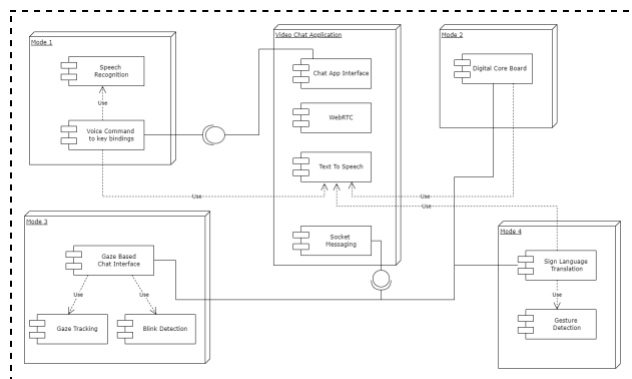 Mode 1
Speech
Recognition
Use
Voice Command
to key bindings
Video Chat Application
Chat App Interface
WebRTC
Text To Speech
Socket
Messaging
Mode 2
Digital Core Board
Use
Use
Use
Mode 3
Gaze Based
Chat Interface
Use
Use
Gaze Tracking
Blink Detection
Mode 4
Sign Language
Translation
Use
Gesture
Detection